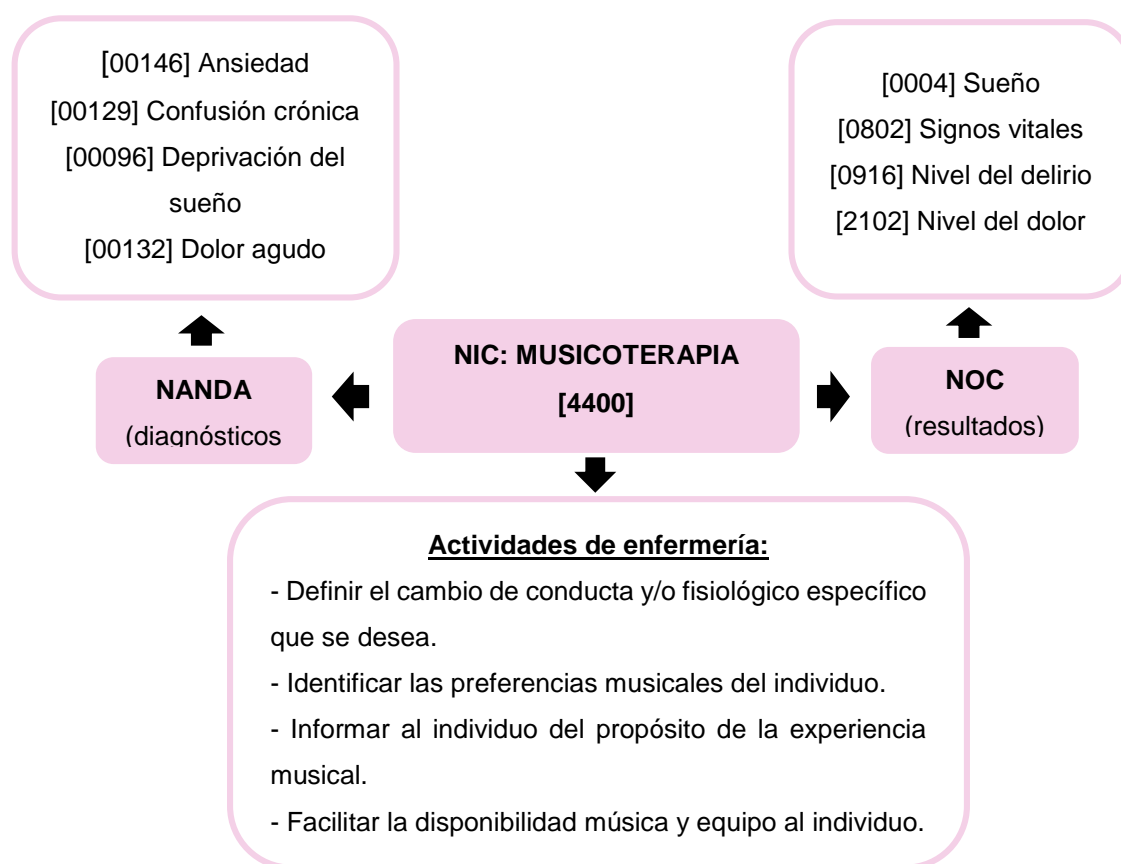 [00146] Ansiedad
[00129] Confusión crónica
[00096] Deprivación del
sueño
[00132] Dolor agudo
[0004] Sueño
[0802] Signos vitales
[0916] Nivel del delirio
[2102] Nivel del dolor
NANDA
(diagnósticos
NIC: MUSICOTERAPIA
[4400]
NOC
(resultados)
Actividades de enfermería:
- Definir el cambio de conducta y/o fisiológico específico
que se desea.
- Identificar las preferencias musicales del individuo.
- Informar al individuo del propósito de la experiencia
musical.
- Facilitar la disponibilidad música y equipo al individuo.